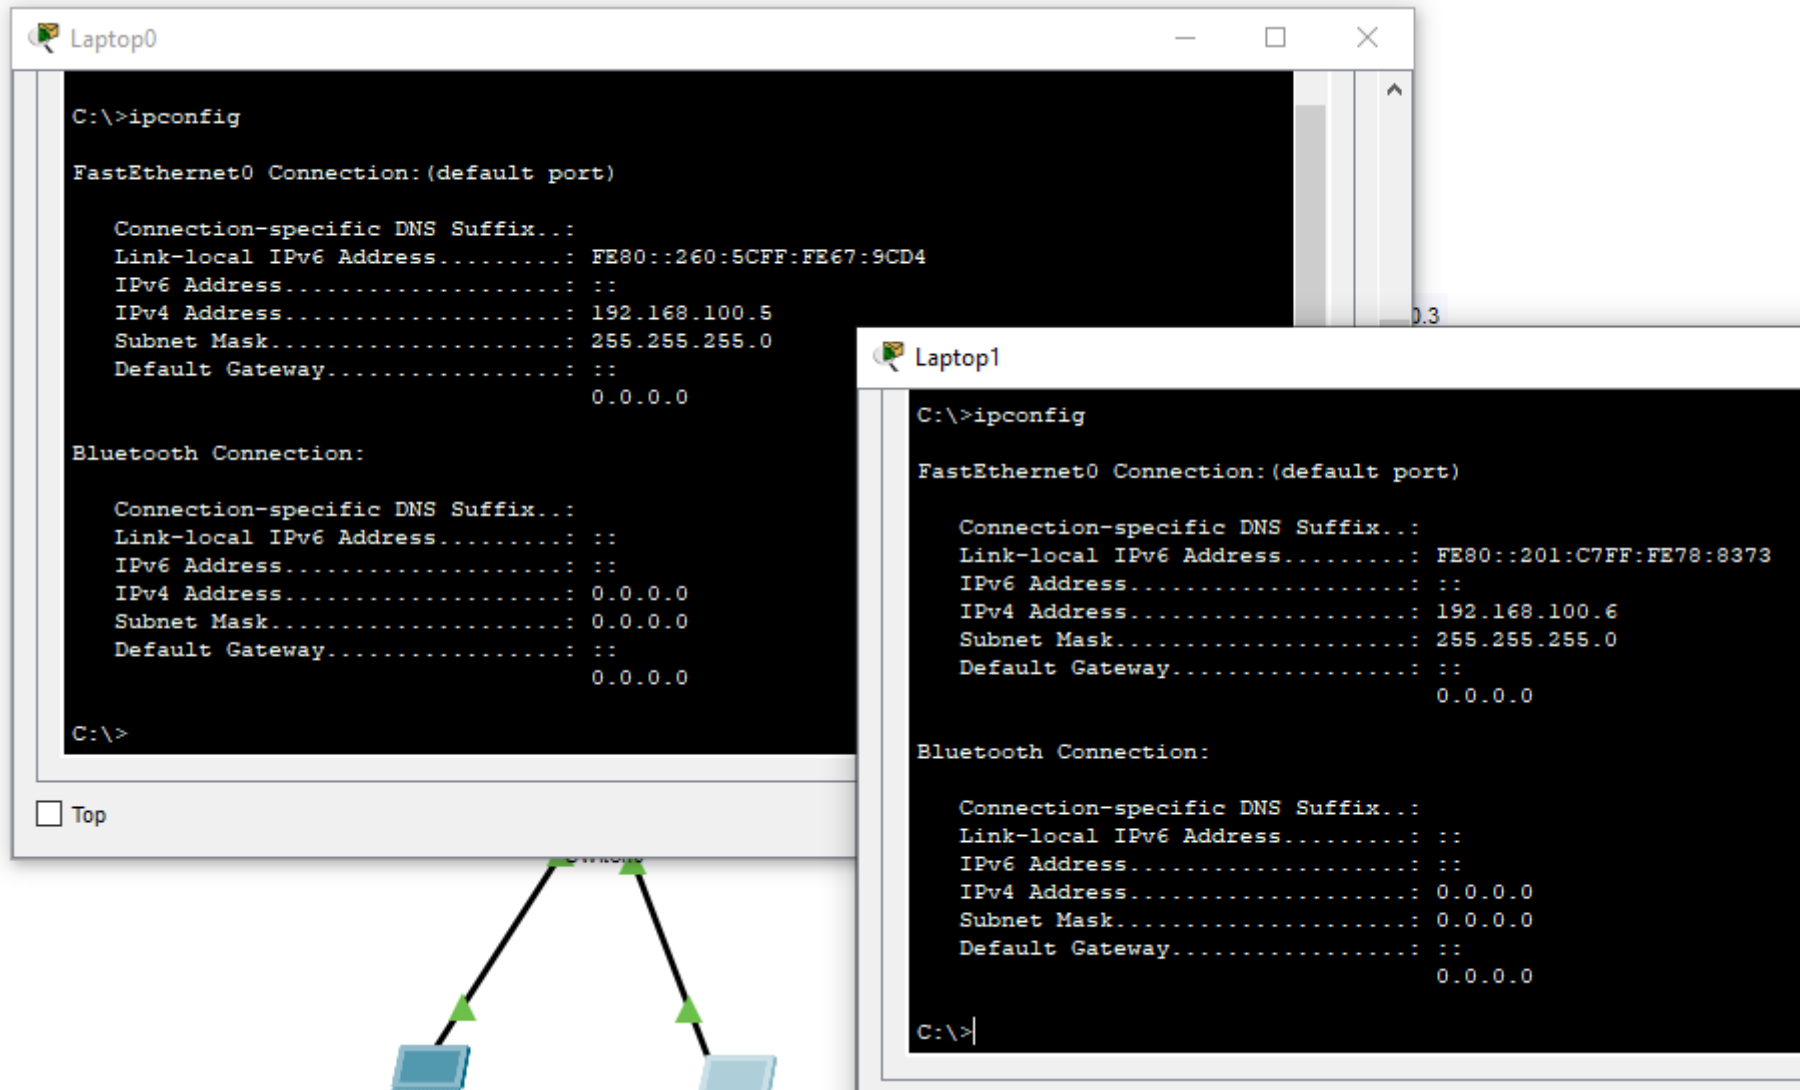 Laptop0
C:\>ipconfig
FastEthernet0 Connection:(default port)
Connection-specific DNS Suffix..:
Link-local IPv6 Address.........: FE80::260:5CFF:FE67:9CD4
IPv6 Address....................: ::
IPv4 Address....................: 192.168.100.5
Subnet Mask.....................: 255.255.255.0
Default Gateway.................: ::
0.0.0.0
Bluetooth Connection:
Connection-specific DNS Suffix..:
Link-local IPv6 Address.........: ::
IPv6 Address....................: ::
IPv4 Address....................: 0.0.0.0
Subnet Mask.....................: 0.0.0.0
Default Gateway.................: ::
0.0.0.0
C:\>
Top
0.3
Laptop1
C:\>ipconfig
FastEthernet0 Connection:(default port)
Connection-specific DNS Suffix..:
Link-local IPv6 Address.........: FE80::201:C7FF:FE78:8373
IPv6 Address....................: ::
IPv4 Address....................: 192.168.100.6
Subnet Mask.....................: 255.255.255.0
Default Gateway.................: ::
0.0.0.0
Bluetooth Connection:
Connection-specific DNS Suffix..:
Link-local IPv6 Address.........: ::
IPv6 Address....................: ::
IPv4 Address....................: 0.0.0.0
Subnet Mask.....................: 0.0.0.0
Default Gateway.................: ::
0.0.0.0
C:\>